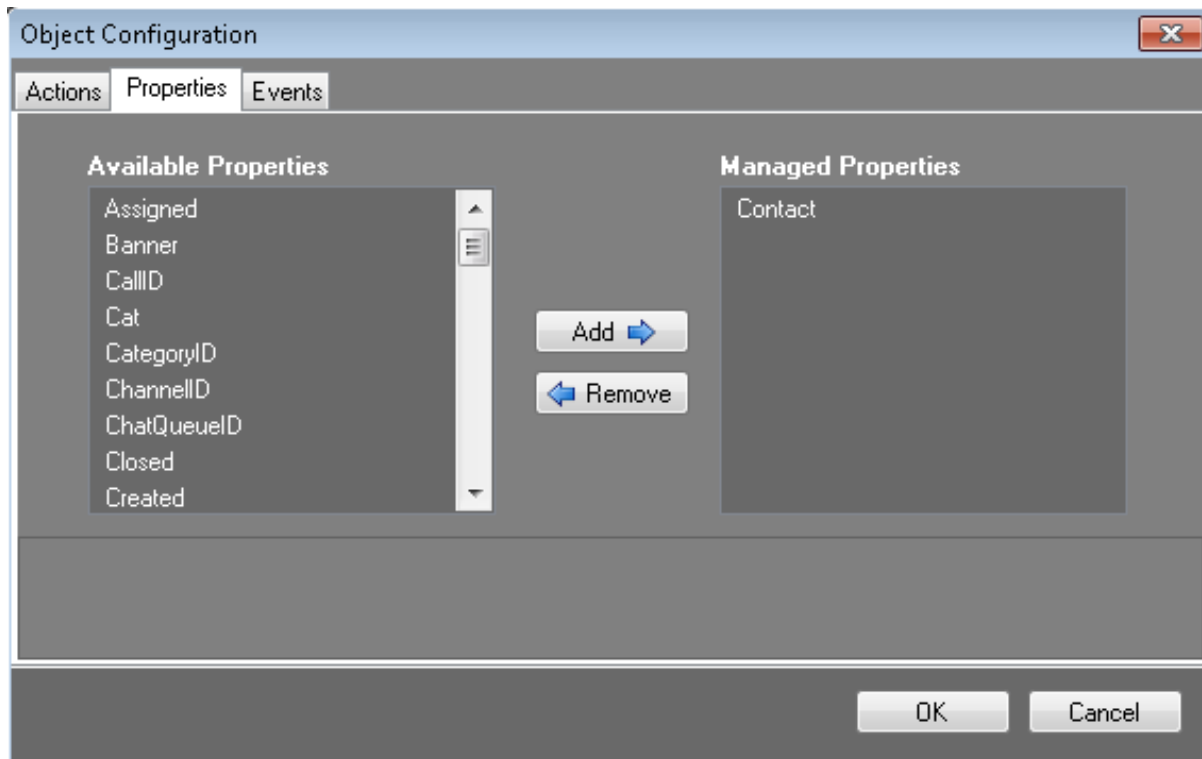 Object Configuration
Actions
Properties
Events
Available Properties
Assigned
Banner
CallID
Cat
CategoryID
ChannelID
ChatQueueID
Closed
Created
Add
Remove
Managed Properties
Contact
OK
Cancel